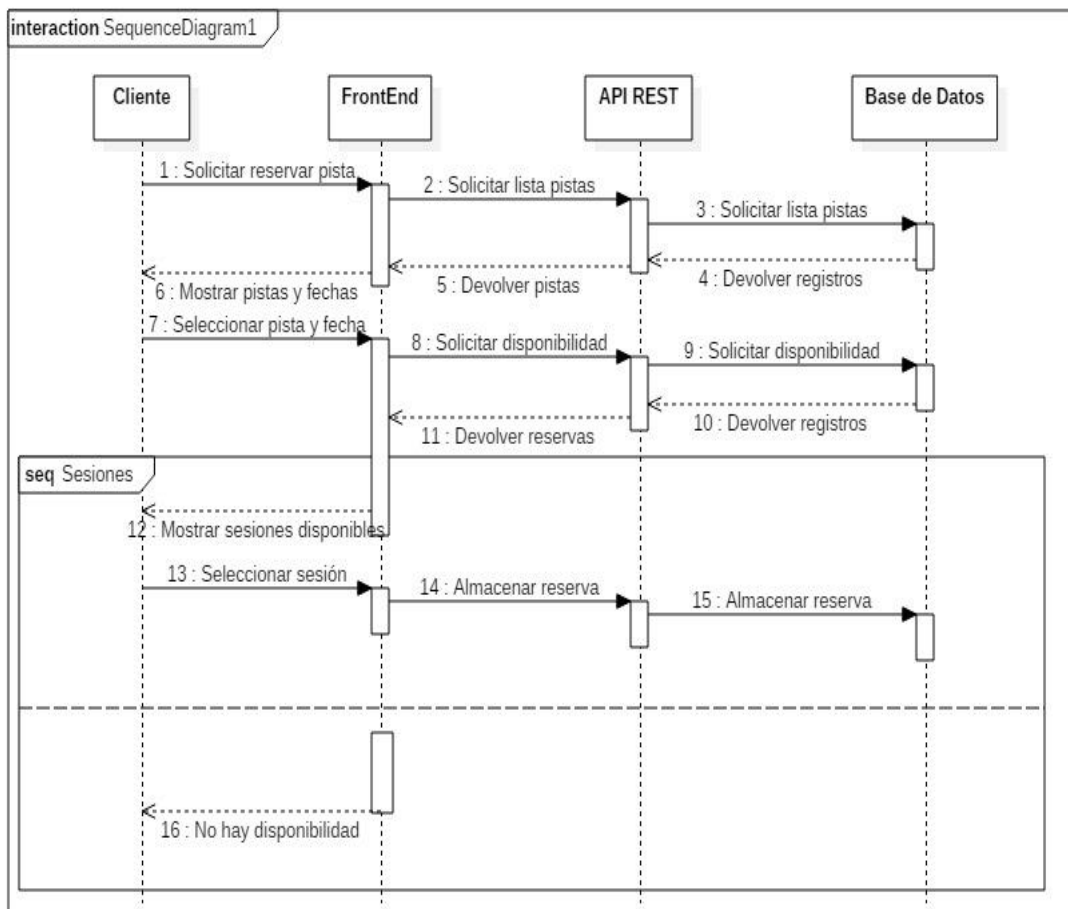 interaction SequenceDiagram1
Cliente
FrontEnd
API REST
Base de Datos
1 : Solicitar reservar pista
2 : Solicitar lista pistas
3 : Solicitar lista pistas
4 : Devolver registros
5 : Devolver pistas
6 : Mostrar pistas y fechas
7 : Seleccionar pista y fecha
8 : Solicitar disponibilidad
9 : Solicitar disponibilidad
10 : Devolver registros
11 : Devolver reservas
seq Sesiones
12 : Mostrar sesiones disponibles
13 : Seleccionar sesión
14 : Almacenar reserva
15 : Almacenar reserva
16 : No hay disponibilidad